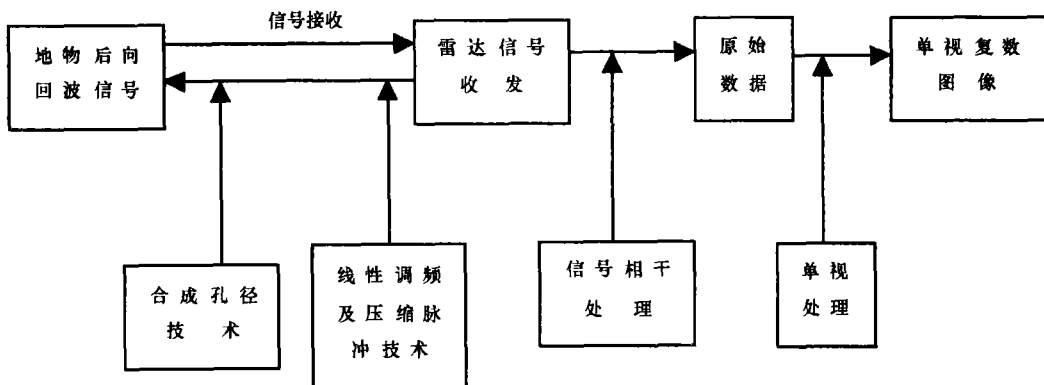 信号接收
地物后向
回波信号
雷达信号
收发
原始
数据
单视复数
图像
合成孔径
技术
线性调频
及压缩脉
冲技术
信号相干
处理
单视
处理